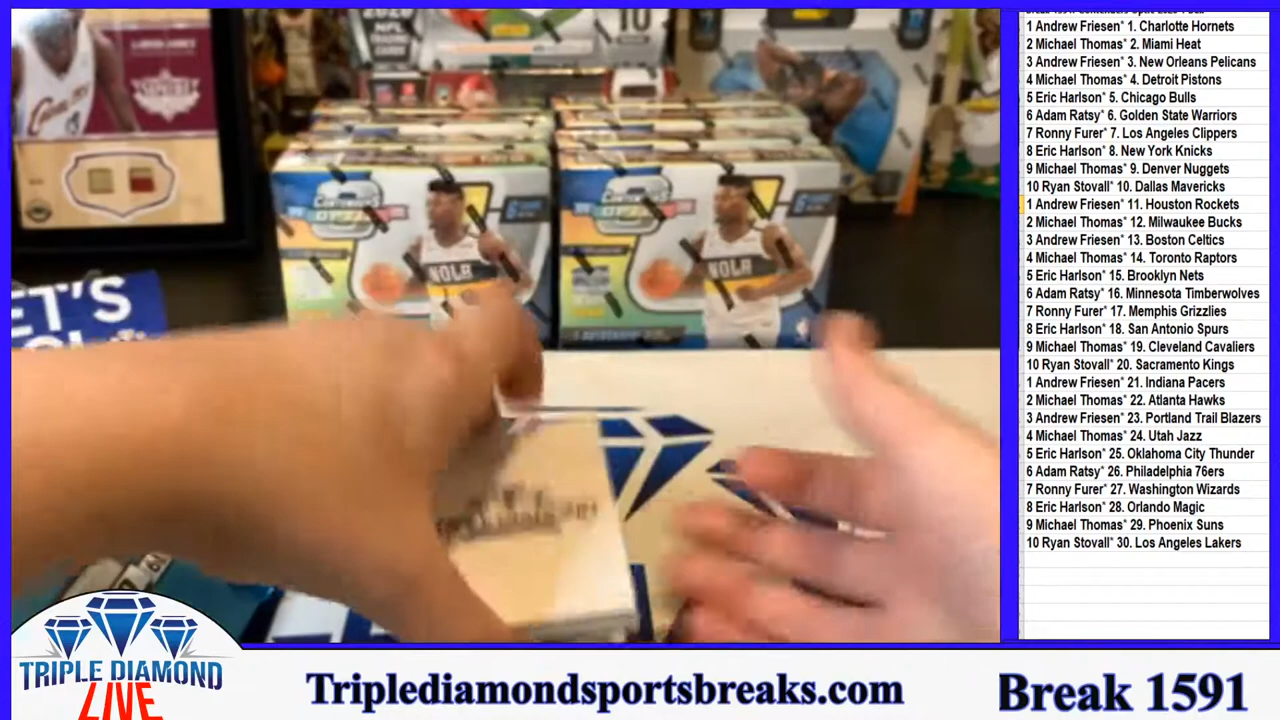 1 Andrew Friesen* 1. Charlotte Hornets
2 Michael Thomas* 2. Miami Heat
3 Andrew Friesen* 3. New Orleans Pelicans
4 Michael Thomas* 4. Detroit Pistons
5 Eric Harlson* 5. Chicago Bulls
6 Adam Ratsy* 6. Golden State Warriors
7 Ronny Furer* 7. Los Angeles Clippers
8 Eric Harlson* 8. New York Knicks
9 Michael Thomas* 9. Denver Nuggets
10 Ryan Stovall* 10. Dallas Mavericks
1 Andrew Friesen* 11. Houston Rockets
2 Michael Thomas* 12. Milwaukee Bucks
3 Andrew Friesen* 13. Boston Celtics
4 Michael Thomas* 14. Toronto Raptors
5 Eric Harlson* 15. Brooklyn Nets
6 Adam Ratsy* 16. Minnesota Timberwolves
7 Ronny Furer* 17. Memphis Grizzlies
8 Eric Harlson* 18. San Antonio Spurs
9 Michael Thomas* 19. Cleveland Cavaliers
10 Ryan Stovall* 20. Sacramento Kings
1 Andrew Friesen* 21. Indiana Pacers
2 Michael Thomas* 22. Atlanta Hawks
3 Andrew Friesen* 23. Portland Trail Blazers
4 Michael Thomas* 24. Utah Jazz
5 Eric Harlson* 25. Oklahoma City Thunder
6 Adam Ratsy* 26. Philadelphia 76ers
7 Ronny Furer* 27. Washington Wizards
8 Eric Harlson* 28. Orlando Magic
9 Michael Thomas* 29. Phoenix Suns
10 Ryan Stovall* 30. Los Angeles Lakers
NFL
TRADING
CARDS
10
NOLA
NOLA
ET'S
TRIPLE DIAMOND
LIVE
Triplediamondsportsbreaks.com
Break 1591